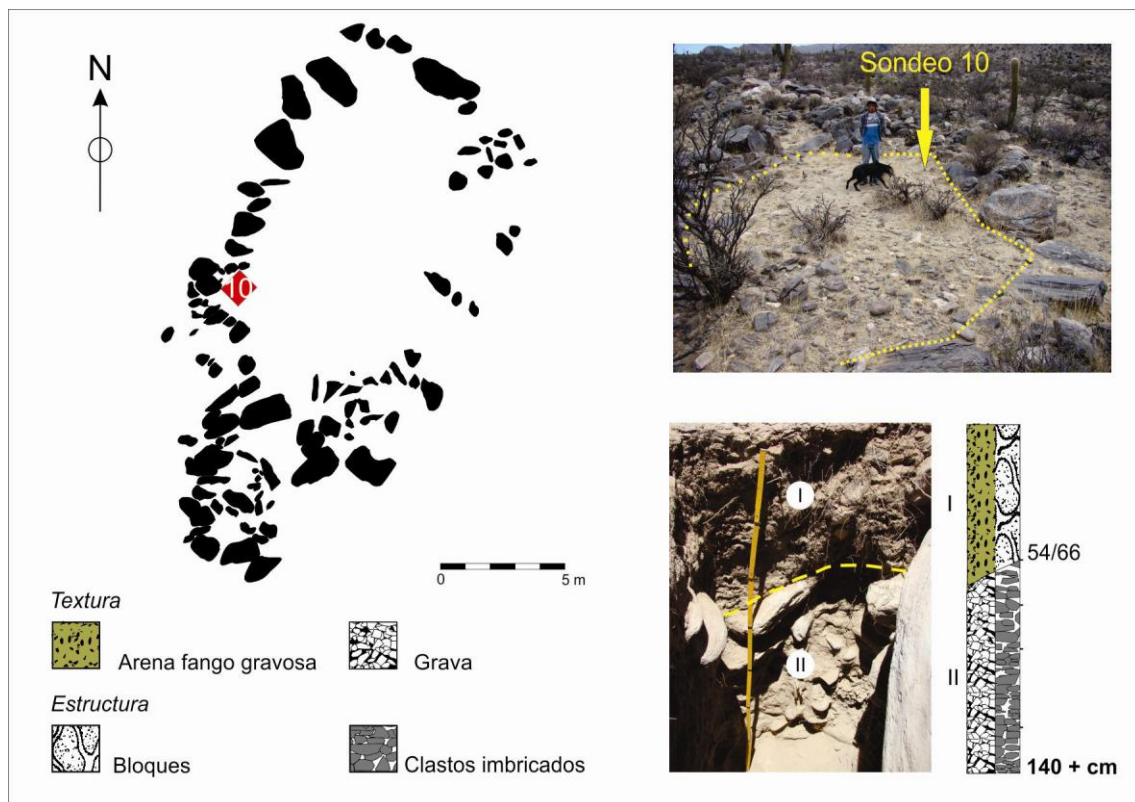 N
10
0
5 m
Textura
Arena fango gravosa
Grava
Estructura
Bloques
Clastos imbricados
Sondeo 10
I
II
I
54/66
II
140 + cm